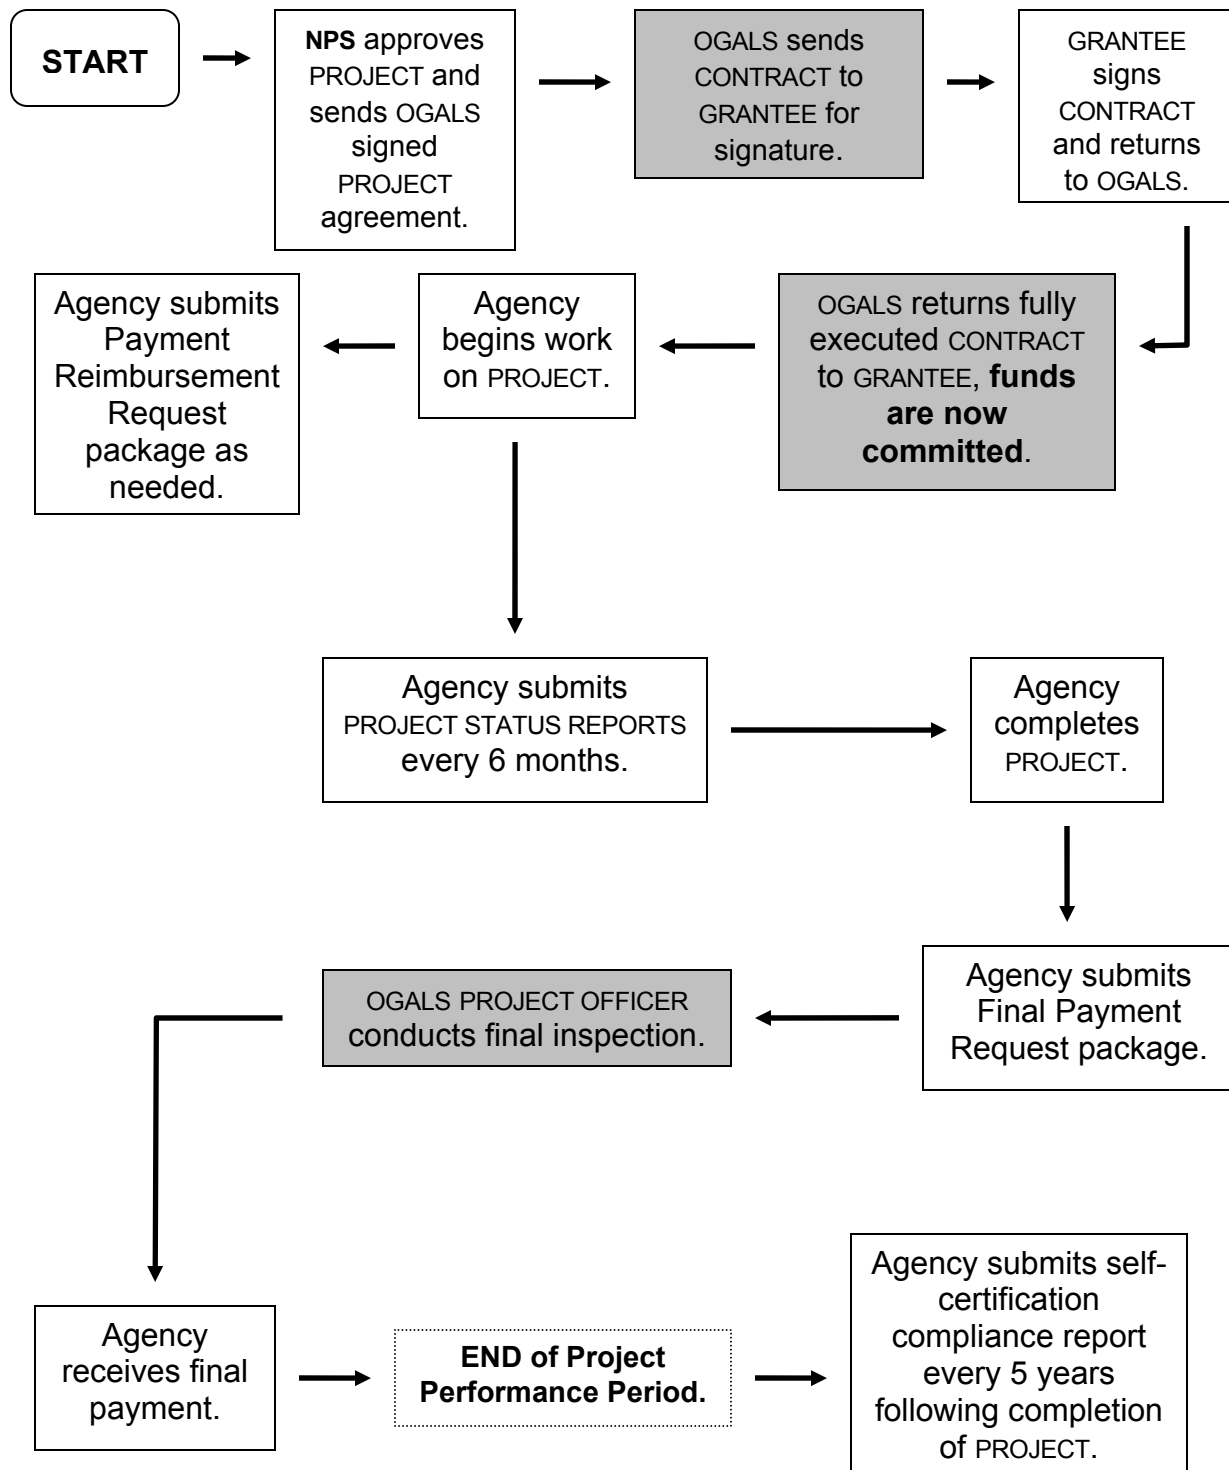 START
NPS approves
PROJECT and
sends OGALS
signed
PROJECT
agreement.
OGALS sends
CONTRACT to
GRANTEE for
signature.
GRANTEE
signs
CONTRACT
and returns
to OGALS.
Agency submits
Payment
Reimbursement
Request
package as
needed.
Agency
begins work
on PROJECT.
OGALS returns fully
executed CONTRACT
to GRANTEE, funds
are now
committed.
Agency submits
PROJECT STATUS REPORTS
every 6 months.
Agency
completes
PROJECT.
OGALS PROJECT OFFICER
conducts final inspection.
Agency submits
Final Payment
Request package.
Agency
receives final
payment.
END of Project
Performance Period.
Agency submits self-
certification
compliance report
every 5 years
following completion
of PROJECT.